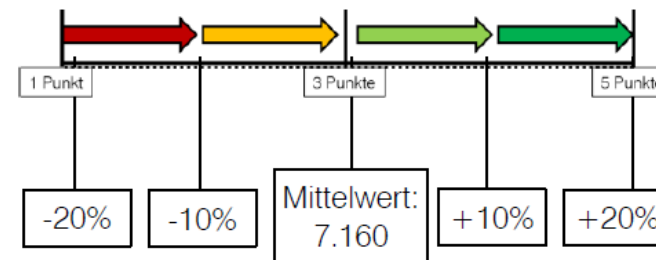 1 Punkt
3 Punkte
5 Punkte
-20%
-10%
Mittelwert:
7.160
+10%
+20%